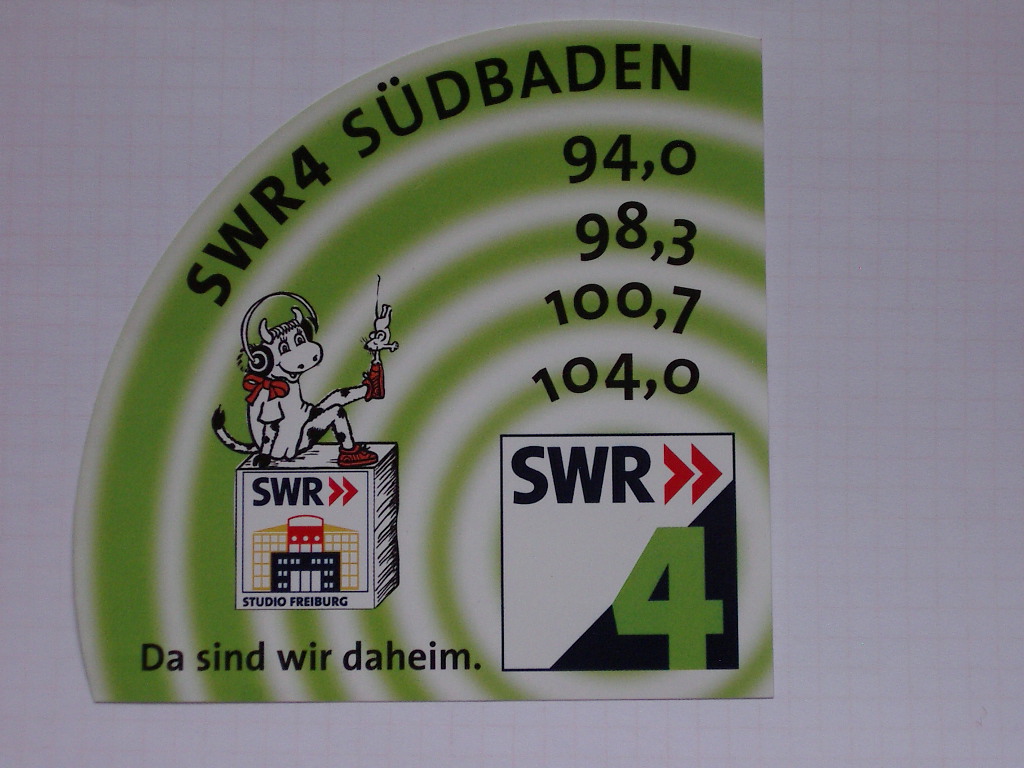 SWR4 SÜDBADEN
94,0
98,3
100,7
104,0
SWR
4
SWR
STUDIO FREIBURG
Da sind wir daheim.